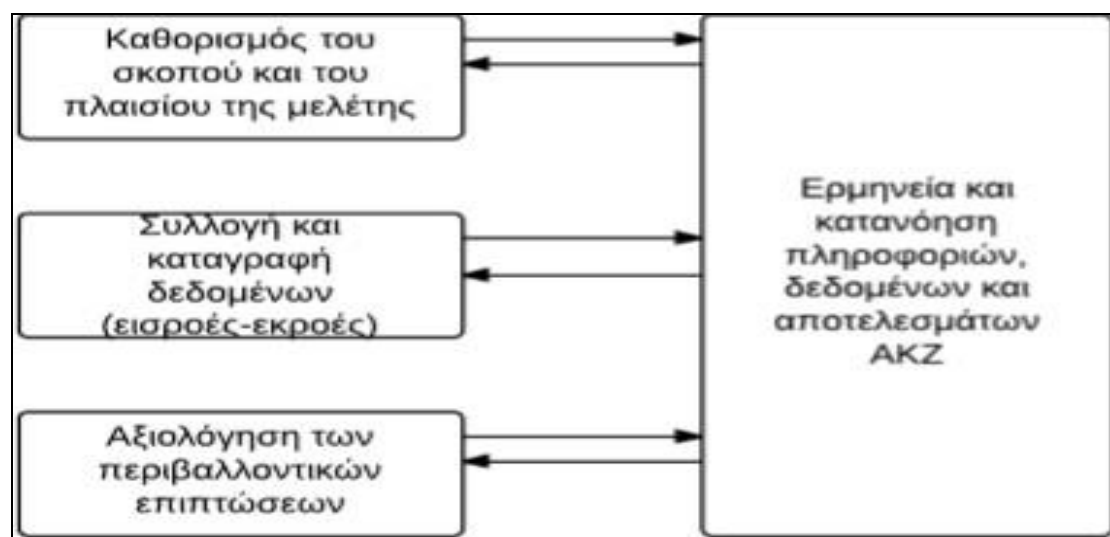 Καθορισμός του
σκοπού και του
πλαισίου της μελέτης
Συλλογή και
καταγραφή
δεδομένων
(εισροές-εκροές)
Αξιολόγηση των
περιβαλλοντικών
επιπτώσεων
Ερμηνεία και
κατανόηση
πληροφοριών,
δεδομένων και
αποτελεσμάτων
ΑΚΖ